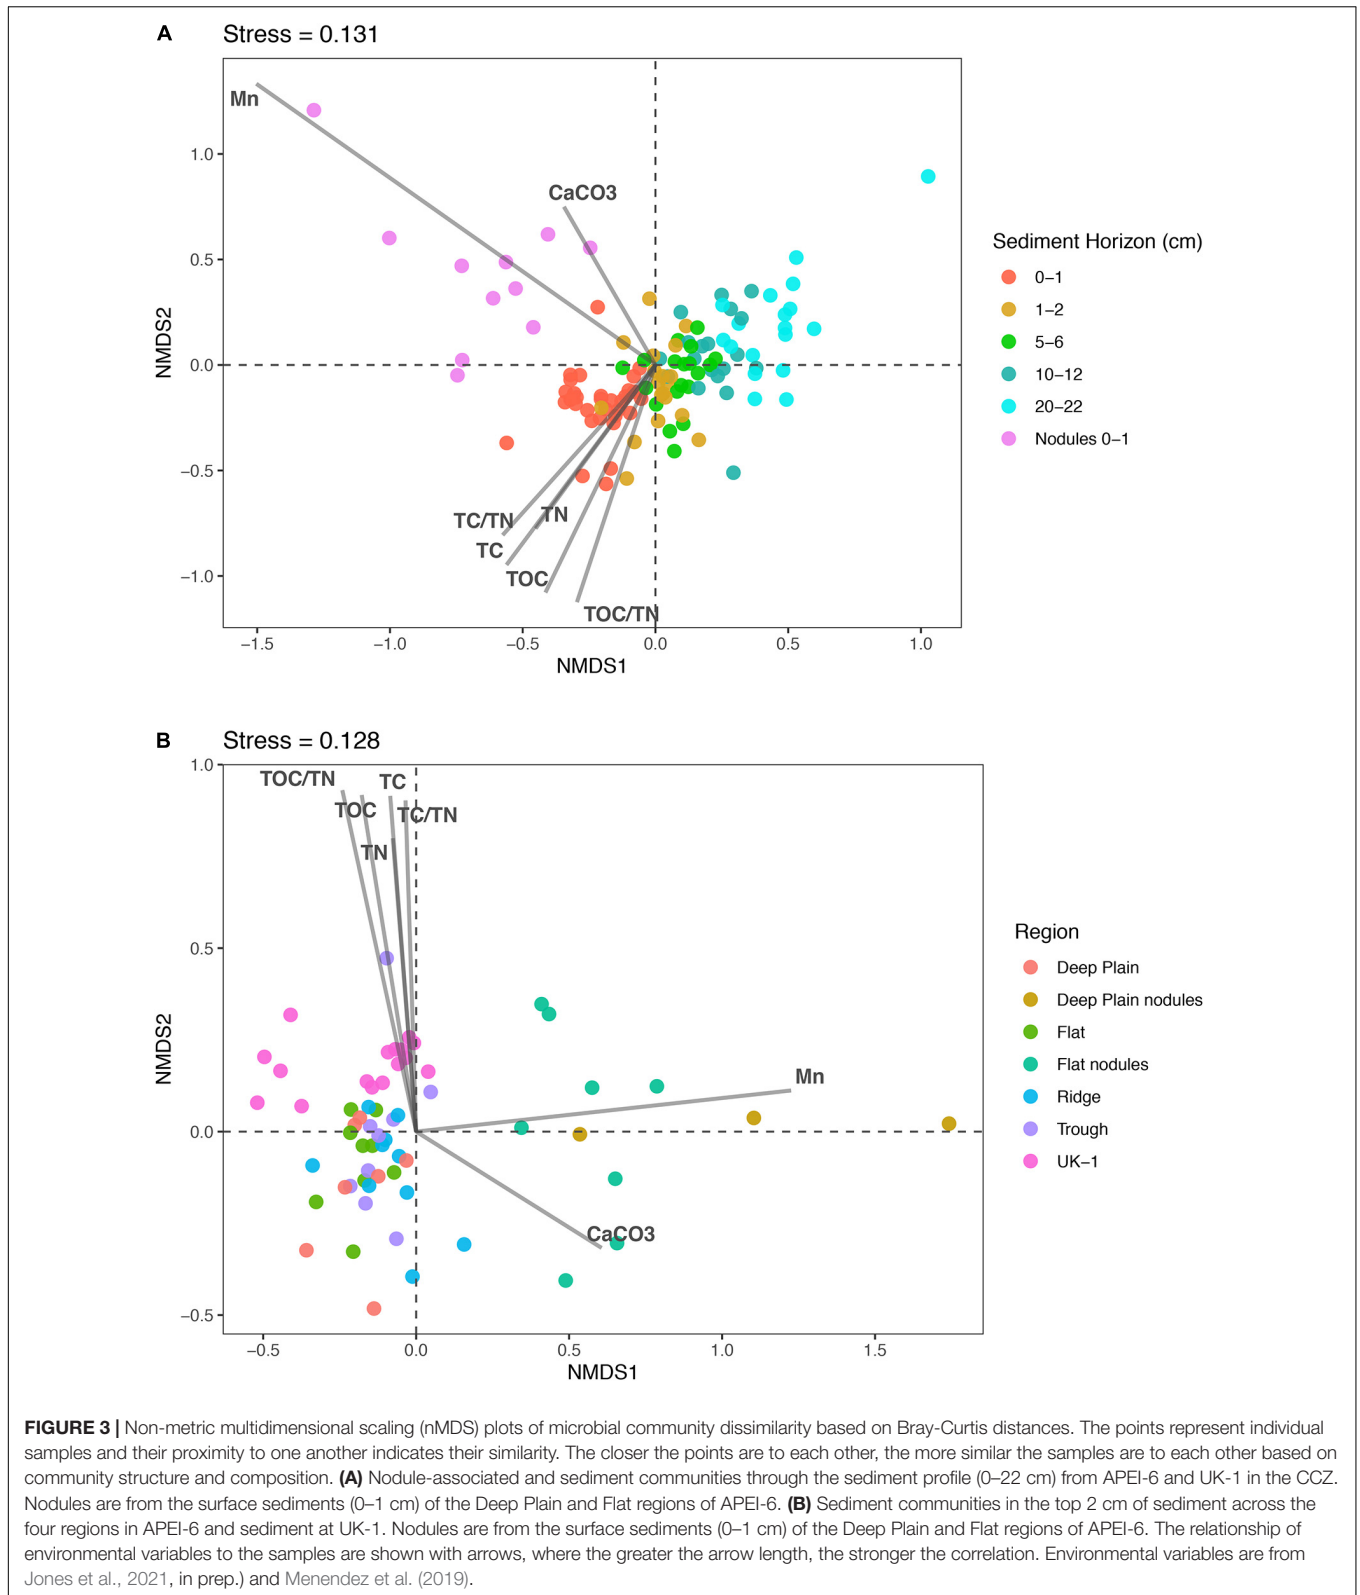 A
Stress = 0.131
Mn
CaCO3
TC/TN
TN
TC
TOC
TOC/TN
1.0
0.5
0.0
−0.5
−1.0
NMDS2
−1.5
−1.0
−0.5
0.0
0.5
1.0
NMDS1
Sediment Horizon (cm)
0−1
1−2
5−6
10−12
20−22
Nodules 0−1
B
Stress = 0.128
TOC/TN
TC
TOC
TC/TN
TN
Mn
CaCO3
1.0
0.5
0.0
−0.5
NMDS2
−0.5
0.0
0.5
1.0
1.5
NMDS1
Region
Deep Plain
Deep Plain nodules
Flat
Flat nodules
Ridge
Trough
UK−1
FIGURE 3 | Non-metric multidimensional scaling (nMDS) plots of microbial community dissimilarity based on Bray-Curtis distances. The points represent individual
samples and their proximity to one another indicates their similarity. The closer the points are to each other, the more similar the samples are to each other based on
community structure and composition. (A) Nodule-associated and sediment communities through the sediment profile (0–22 cm) from APEI-6 and UK-1 in the CCZ.
Nodules are from the surface sediments (0–1 cm) of the Deep Plain and Flat regions of APEI-6. (B) Sediment communities in the top 2 cm of sediment across the
four regions in APEI-6 and sediment at UK-1. Nodules are from the surface sediments (0–1 cm) of the Deep Plain and Flat regions of APEI-6. The relationship of
environmental variables to the samples are shown with arrows, where the greater the arrow length, the stronger the correlation. Environmental variables are from
Jones et al., 2021, in prep.) and Menendez et al. (2019).